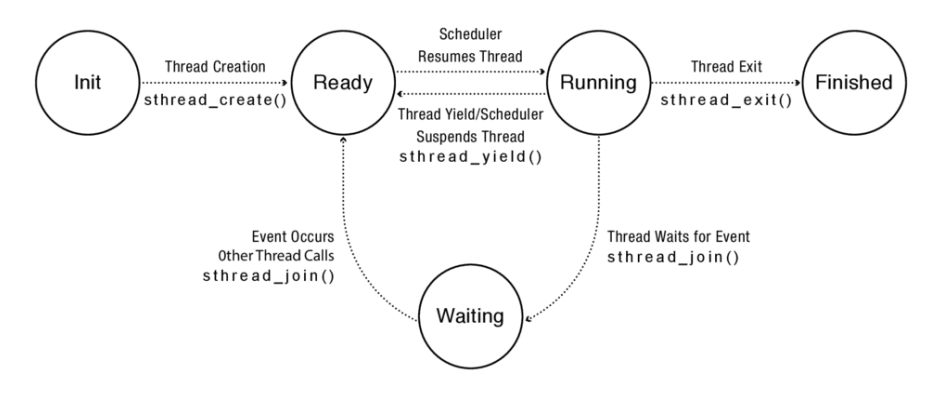 Init
Thread Creation
sthread_create()
Ready
Scheduler
Resumes Thread
Thread Yield/Scheduler
Suspends Thread
sthread_yield()
Running
Thread Exit
sthread_exit()
Finished
Event Occurs
Other Thread Calls
sthread_join()
Thread Waits for Event
sthread_join()
Waiting